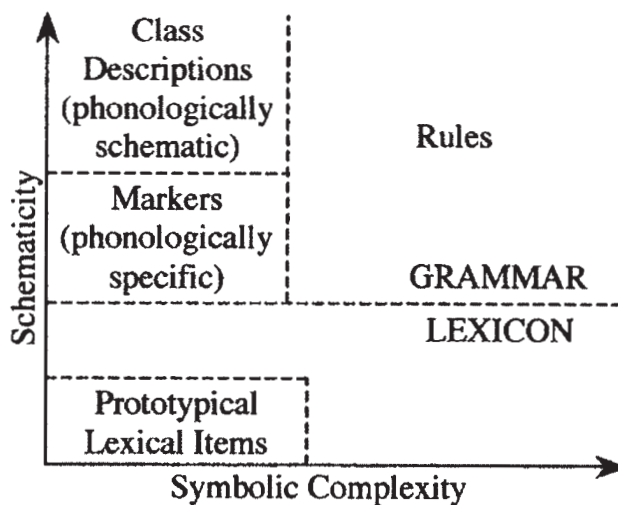 Class
Descriptions
(phonologically
schematic)
Rules
Markers
(phonologically
specific)
GRAMMAR
LEXICON
Prototypical
Lexical Items
Schematicity
Symbolic Complexity